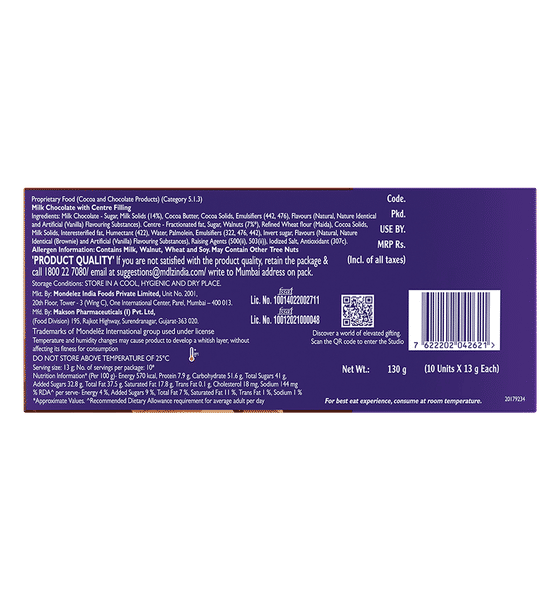 Proprietary Food (Cocoa and Chocolate Products) (Category 5.1.3)
Milk Chocolate with Centre Filling
Ingredients: Milk Chocolate - Sugar, Milk Solids (14%), Cocoa Butter, Cocoa Solids, Emulsifiers (442, 476), Flavours (Natural, Nature Identical
and Artificial (Vanilla) Flavouring Substances). Centre - Fractionated fat, Sugar, Walnuts (7%*), Refined Wheat flour (Maida), Cocoa Solids,
Milk Solids, Interesterified fat, Humectant (422), Water, Palmolein, Emulsifiers (322, 476, 442), Invert sugar, Flavours (Natural, Nature
Identical (Brownie) and Artificial (Vanilla) Flavouring Substances), Raising Agents (500(ii), 503(ii)), Iodized Salt, Antioxidant (307c).
Allergen Information: Contains Milk, Walnut, Wheat and Soy. May Contain Other Tree Nuts
'PRODUCT QUALITY' If you are not satisfied with the product quality, retain the package &
call 1800 22 7080/ email at suggestions@mdlzindia.com/ write to Mumbai address on pack.
Storage Conditions: STORE IN A COOL, HYGIENIC AND DRY PLACE.
Mkt. By.: Mondelez India Foods Private Limited, Unit No. 2001,
20th Floor, Tower - 3 (Wing C), One International Center, Parel, Mumbai – 400 013.
Mfd. By.: Makson Pharmaceuticals (I) Pvt. Ltd,
(Food Division) 195, Rajkot Highway, Surendranagar, Gujarat-363 020.
Trademarks of Mondelēz International group used under license
Temperature and humidity changes may cause product to develop a whitish layer, without
affecting its fitness for consumption
DO NOT STORE ABOVE TEMPERATURE OF 25°C
Serving size: 13 g; No. of servings per package: 10*
Nutrition Information* (Per 100 g)- Energy 570 kcal, Protein 7.9 g, Carbohydrate 51.6 g, Total Sugars 41 g,
Added Sugars 32.8 g, Total Fat 37.5 g, Saturated Fat 17.8 g, Trans Fat 0.1 g, Cholesterol 18 mg, Sodium 144 mg
% RDA^ per serve- Energy 4 %, Added Sugars 9 %, Total Fat 7 %, Saturated Fat 11 %, Trans Fat 1 %, Sodium 1 %
*Approximate Values. ^Recommended Dietary Allowance requirement for average adult per day
fssai
Lic. No. 10014022002711
fssai
Lic. No. 10012021000048
Code.
Pkd.
USE BY.
MRP Rs.
(Incl. of all taxes)
Discover a world of elevated gifting.
Scan the QR code to enter the Studio
7 622202 042621 >
Net Wt.: 130 g (10 Units X 13 g Each)
For best eat experience, consume at room temperature.
20179234